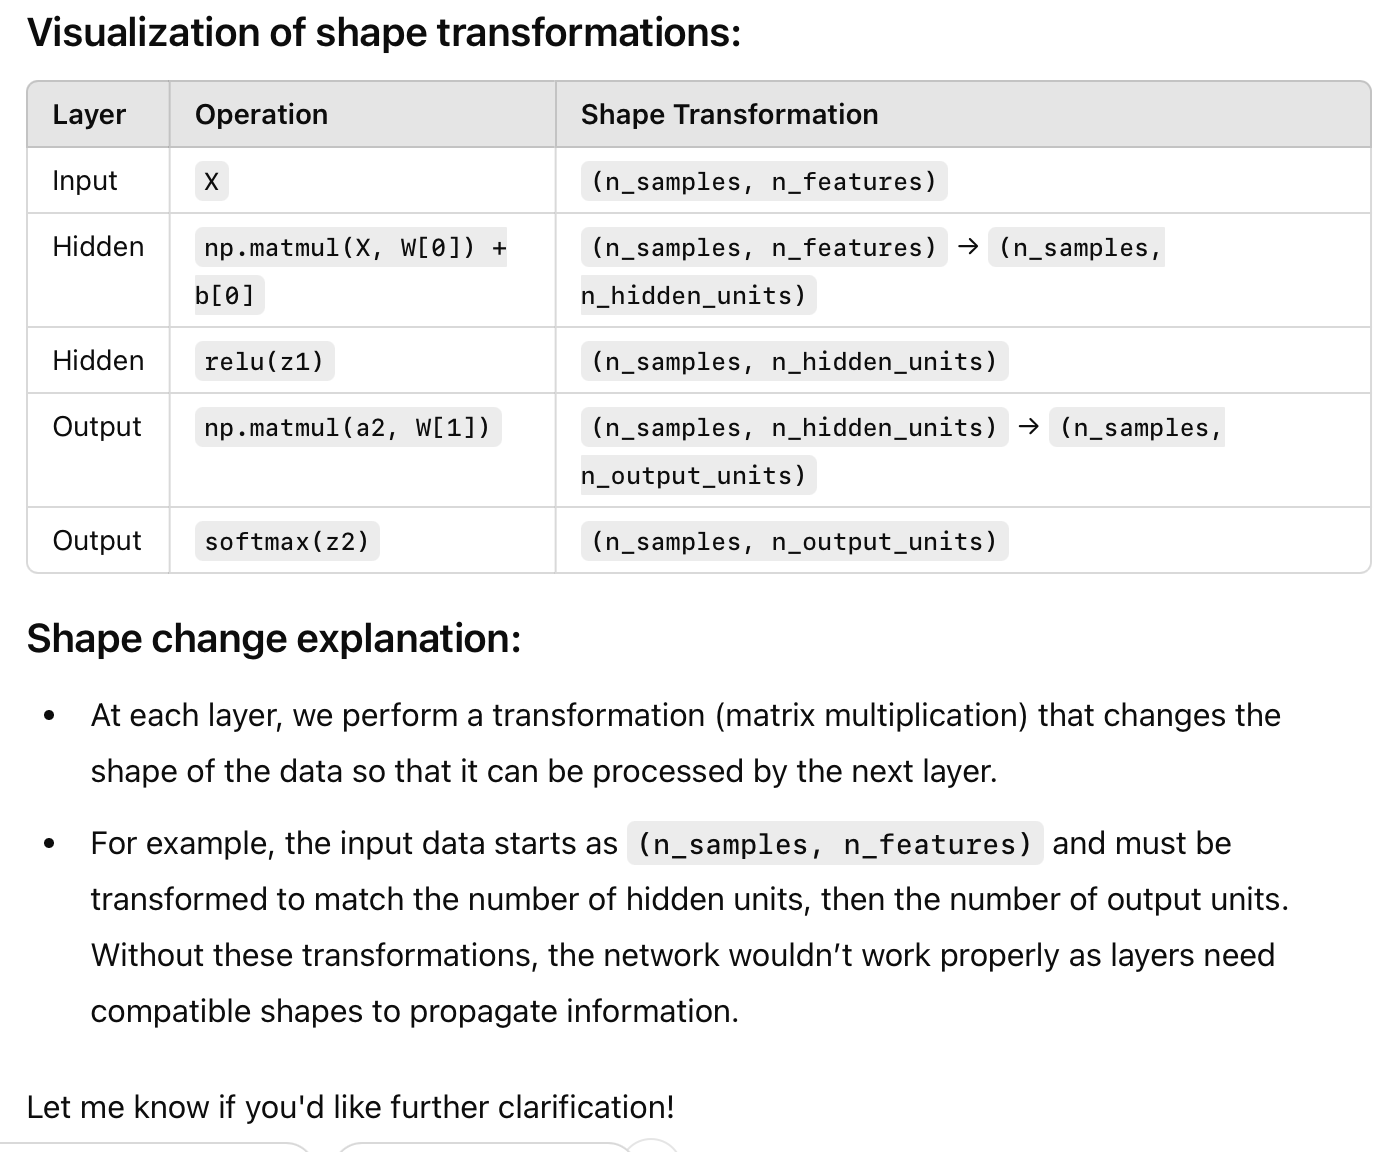 Visualization of shape transformations:
Layer Operation Shape Transformation
Input X (n_samples, n_features)
Hidden np.matmul(X, W[0]) + (n_samples, n_features) → (n_samples,
b[0] n_hidden_units)
Hidden relu(z1) (n_samples, n_hidden_units)
Output np.matmul(a2, W[1]) (n_samples, n_hidden_units) → (n_samples,
n_output_units)
Output softmax(z2) (n_samples, n_output_units)
Shape change explanation:
• At each layer, we perform a transformation (matrix multiplication) that changes the
shape of the data so that it can be processed by the next layer.
• For example, the input data starts as (n_samples, n_features) and must be
transformed to match the number of hidden units, then the number of output units.
Without these transformations, the network wouldn’t work properly as layers need
compatible shapes to propagate information.
Let me know if you'd like further clarification!